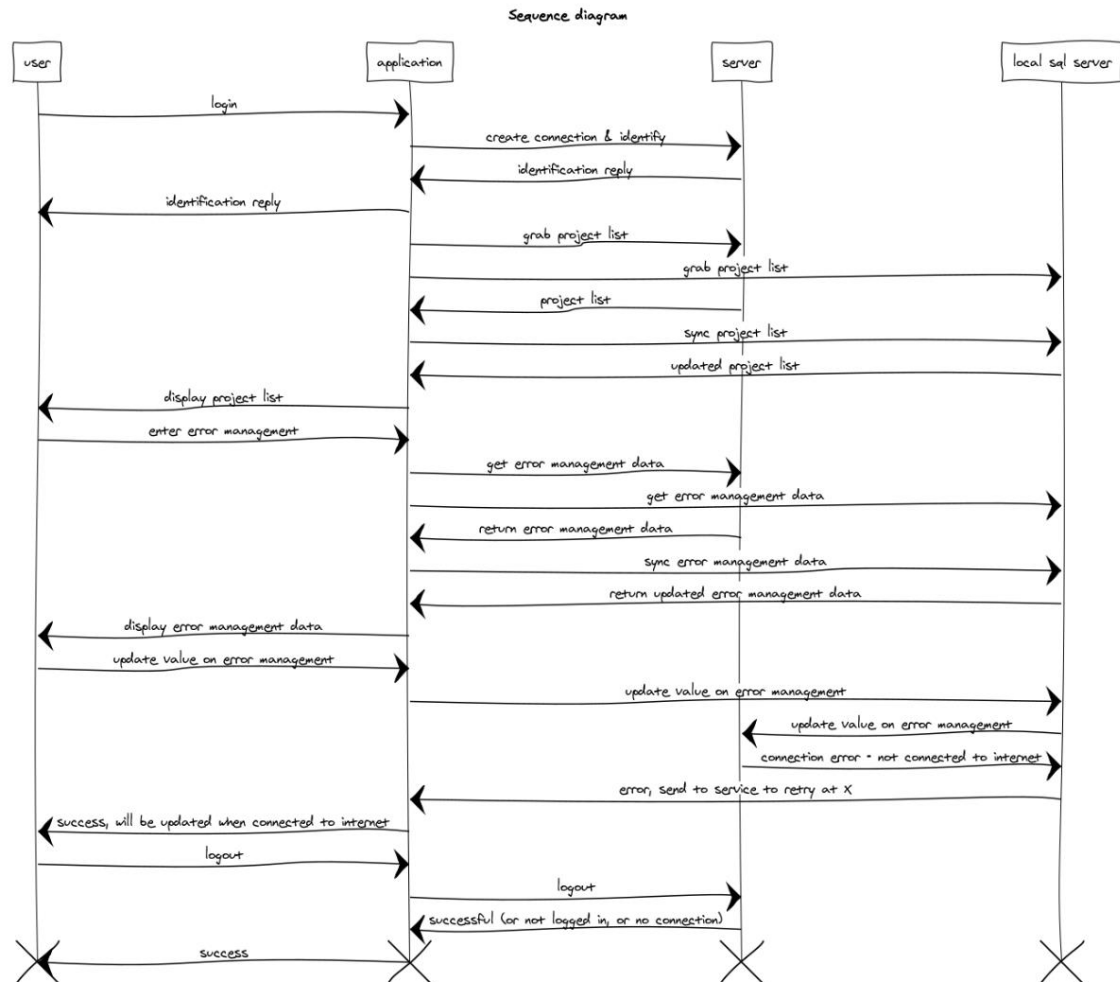 Sequence diagram
user
application
server
local sql server
login
create connection & identify
identification reply
identification reply
grab project list
grab project list
project list
sync project list
updated project list
display project list
enter error management
get error management data
get error management data
return error management data
sync error management data
return updated error management data
display error management data
update value on error management
update value on error management
update value on error management
connection error - not connected to internet
error, send to service to retry at X
success, will be updated when connected to internet
logout
logout
successful (or not logged in, or no connection)
success